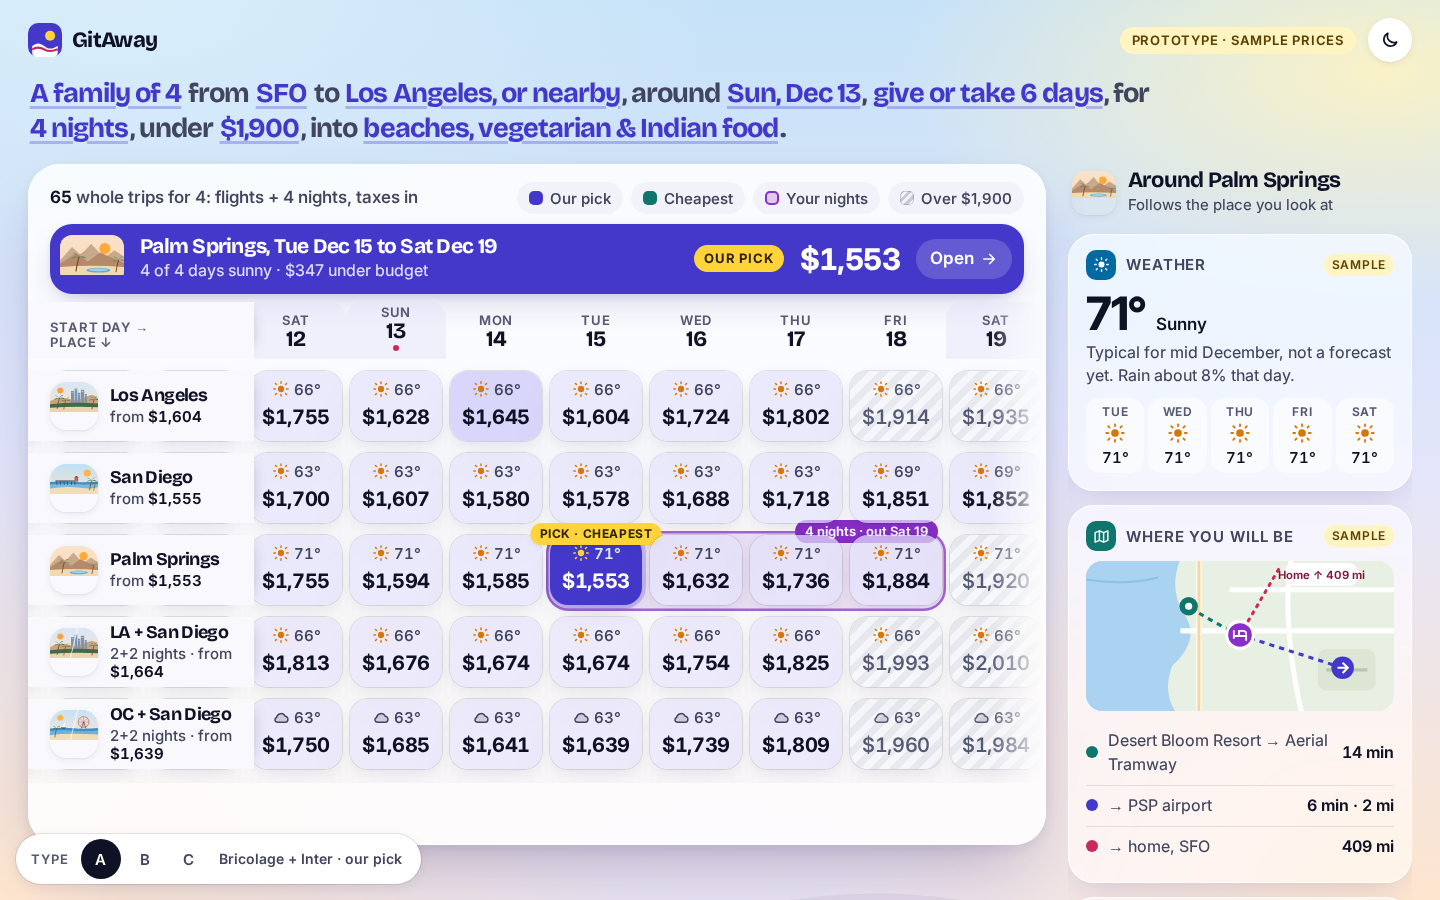 GitAway
PROTOTYPE · SAMPLE PRICES
A family of 4 from SFO to Los Angeles, or nearby, around Sun, Dec 13, give or take 6 days, for
4 nights, under $1,900, into beaches, vegetarian & Indian food.
65 whole trips for 4: flights + 4 nights, taxes in
Our pick
Cheapest
Your nights
Over $1,900
Palm Springs, Tue Dec 15 to Sat Dec 19
4 of 4 days sunny · $347 under budget
OUR PICK
$1,553
Open →
START DAY →
PLACE ↓
SAT 12
SUN 13
MON 14
TUE 15
WED 16
THU 17
FRI 18
SAT 19
Los Angeles
from $1,604
66° 66° 66° 66° 66° 66° 66° 66°
$1,755 $1,628 $1,645 $1,604 $1,724 $1,802 $1,914 $1,935
San Diego
from $1,555
63° 63° 63° 63° 63° 63° 69° 69°
$1,700 $1,607 $1,580 $1,578 $1,688 $1,718 $1,851 $1,852
PICK · CHEAPEST
4 nights · out Sat 19
Palm Springs
from $1,553
71° 71° 71° 71° 71° 71° 71° 71°
$1,755 $1,594 $1,585 $1,553 $1,632 $1,736 $1,884 $1,920
LA + San Diego
2+2 nights · from
$1,664
66° 66° 66° 66° 66° 66° 66° 66°
$1,813 $1,676 $1,674 $1,674 $1,754 $1,825 $1,993 $2,010
OC + San Diego
2+2 nights · from
$1,639
63° 63° 63° 63° 63° 63° 63° 63°
$1,750 $1,685 $1,641 $1,639 $1,739 $1,809 $1,960 $1,984
TYPE A B C Bricolage + Inter · our pick
Around Palm Springs
Follows the place you look at
WEATHER
SAMPLE
71° Sunny
Typical for mid December, not a forecast
yet. Rain about 8% that day.
TUE WED THU FRI SAT
71° 71° 71° 71° 71°
WHERE YOU WILL BE
SAMPLE
Home ↑ 409 mi
Desert Bloom Resort → Aerial
Tramway
14 min
→ PSP airport
6 min · 2 mi
→ home, SFO
409 mi